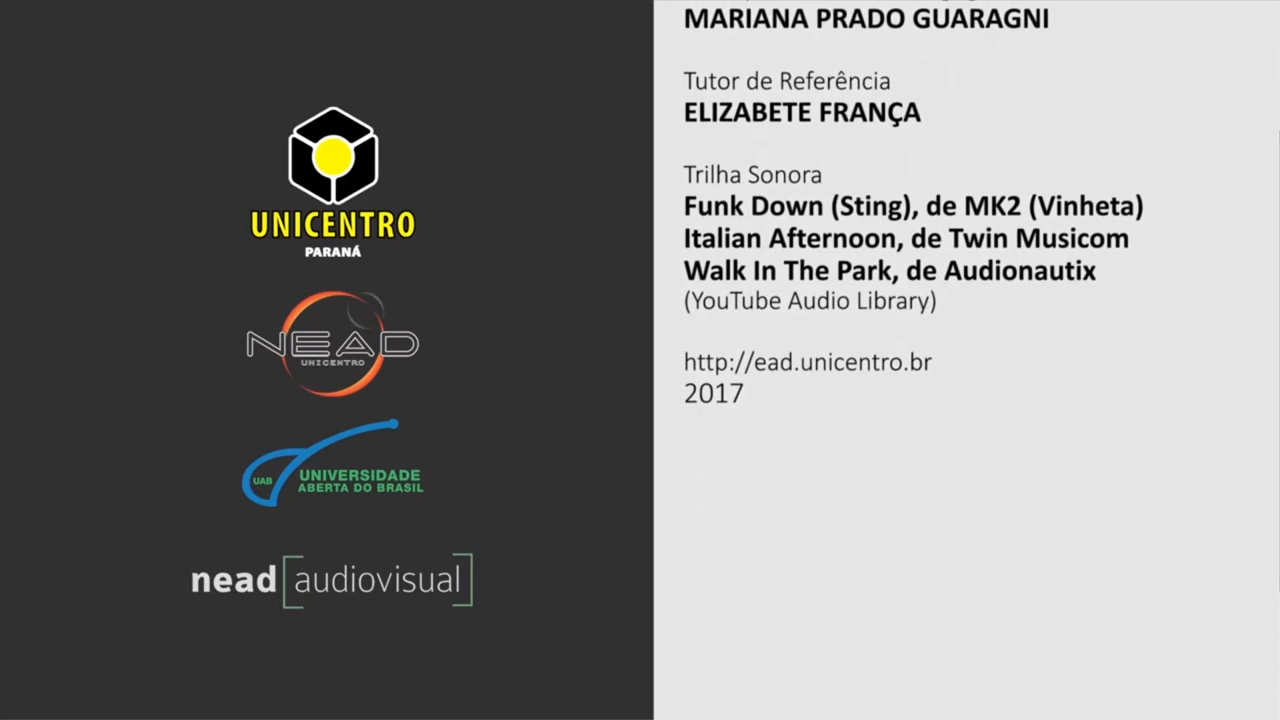 UNICENTRO
PARANÁ
NEAD
UNICENTRO
UAB
UNIVERSIDADE
ABERTA DO BRASIL
nead[audiovisual]
MARIANA PRADO GUARAGNI
Tutor de Referência
ELIZABETE FRANÇA
Trilha Sonora
Funk Down (Sting), de MK2 (Vinheta)
Italian Afternoon, de Twin Musicom
Walk In The Park, de Audionautix
(YouTube Audio Library)
http://ead.unicentro.br
2017